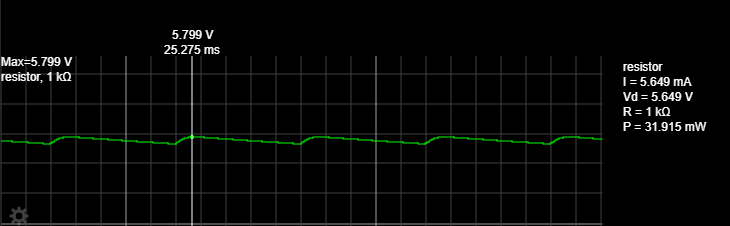 5.799 V
25.275 ms
Max=5.799 V
resistor, 1 kΩ
resistor
I = 5.649 mA
Vd = 5.649 V
R = 1 kΩ
P = 31.915 mW